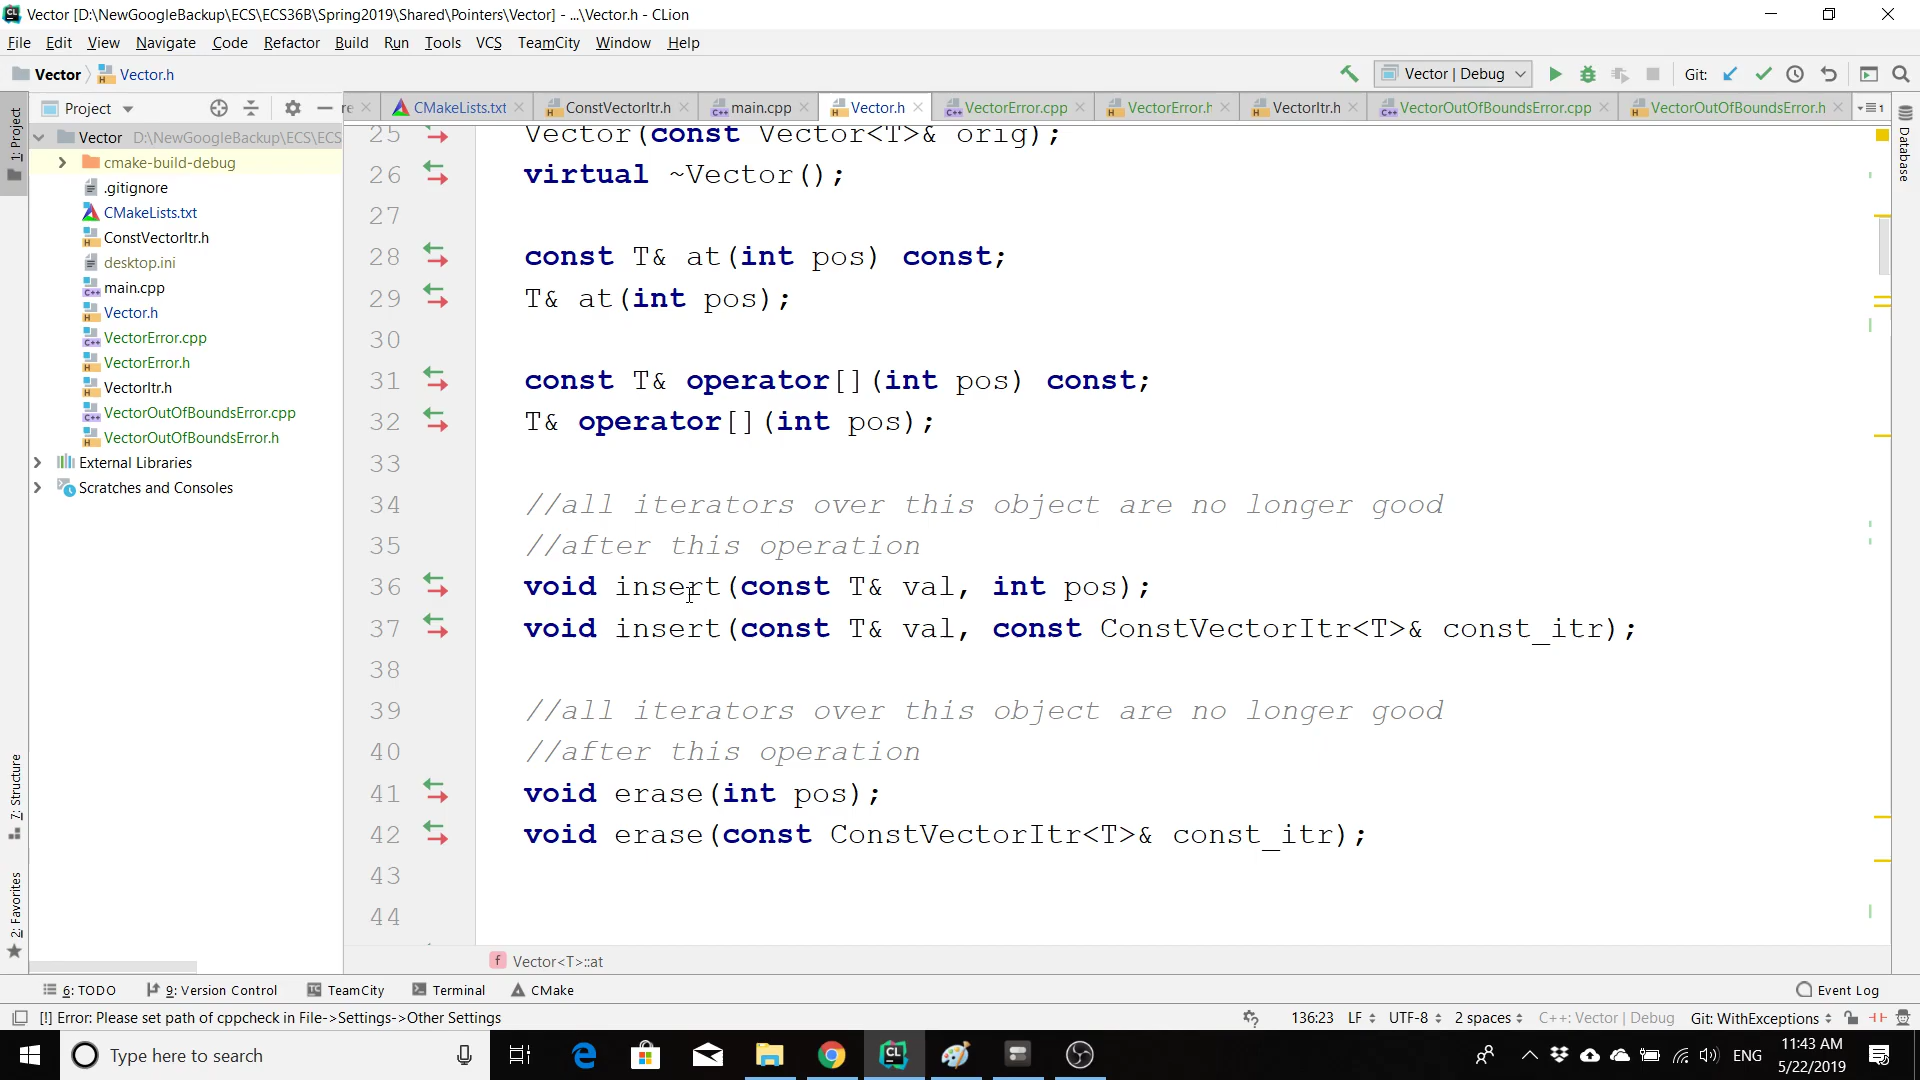 Vector [D:\NewGoogleBackup\ECS\ECS36B\Spring2019\Shared\Pointers\Vector] - ...\Vector.h - CLion
File Edit View Navigate Code Refactor Build Run Tools VCS TeamCity Window Help
Vector Vector.h Vector | Debug Git:
Project CMakeLists.txt ConstVectorItr.h main.cpp Vector.h VectorError.cpp VectorError.h VectorItr.h VectorOutOfBoundsError.cpp VectorOutOfBoundsError.h 1
1: Project
Database
7: Structure
2: Favorites
Vector D:\NewGoogleBackup\ECS\ECS
cmake-build-debug
.gitignore
CMakeLists.txt
ConstVectorItr.h
desktop.ini
main.cpp
Vector.h
VectorError.cpp
VectorError.h
VectorItr.h
VectorOutOfBoundsError.cpp
VectorOutOfBoundsError.h
External Libraries
Scratches and Consoles
25 Vector(const Vector<T>& orig);
26 virtual ~Vector();
27
28 const T& at(int pos) const;
29 T& at(int pos);
30
31 const T& operator[](int pos) const;
32 T& operator[](int pos);
33
34 //all iterators over this object are no longer good
35 //after this operation
36 void insert(const T& val, int pos);
37 void insert(const T& val, const ConstVectorItr<T>& const_itr);
38
39 //all iterators over this object are no longer good
40 //after this operation
41 void erase(int pos);
42 void erase(const ConstVectorItr<T>& const_itr);
43
44
f Vector<T>::at
6: TODO 9: Version Control TeamCity Terminal CMake Event Log
[!] Error: Please set path of cppcheck in File->Settings->Other Settings 136:23 LF UTF-8 2 spaces C++: Vector | Debug Git: WithExceptions
Type here to search ENG 11:43 AM
5/22/2019